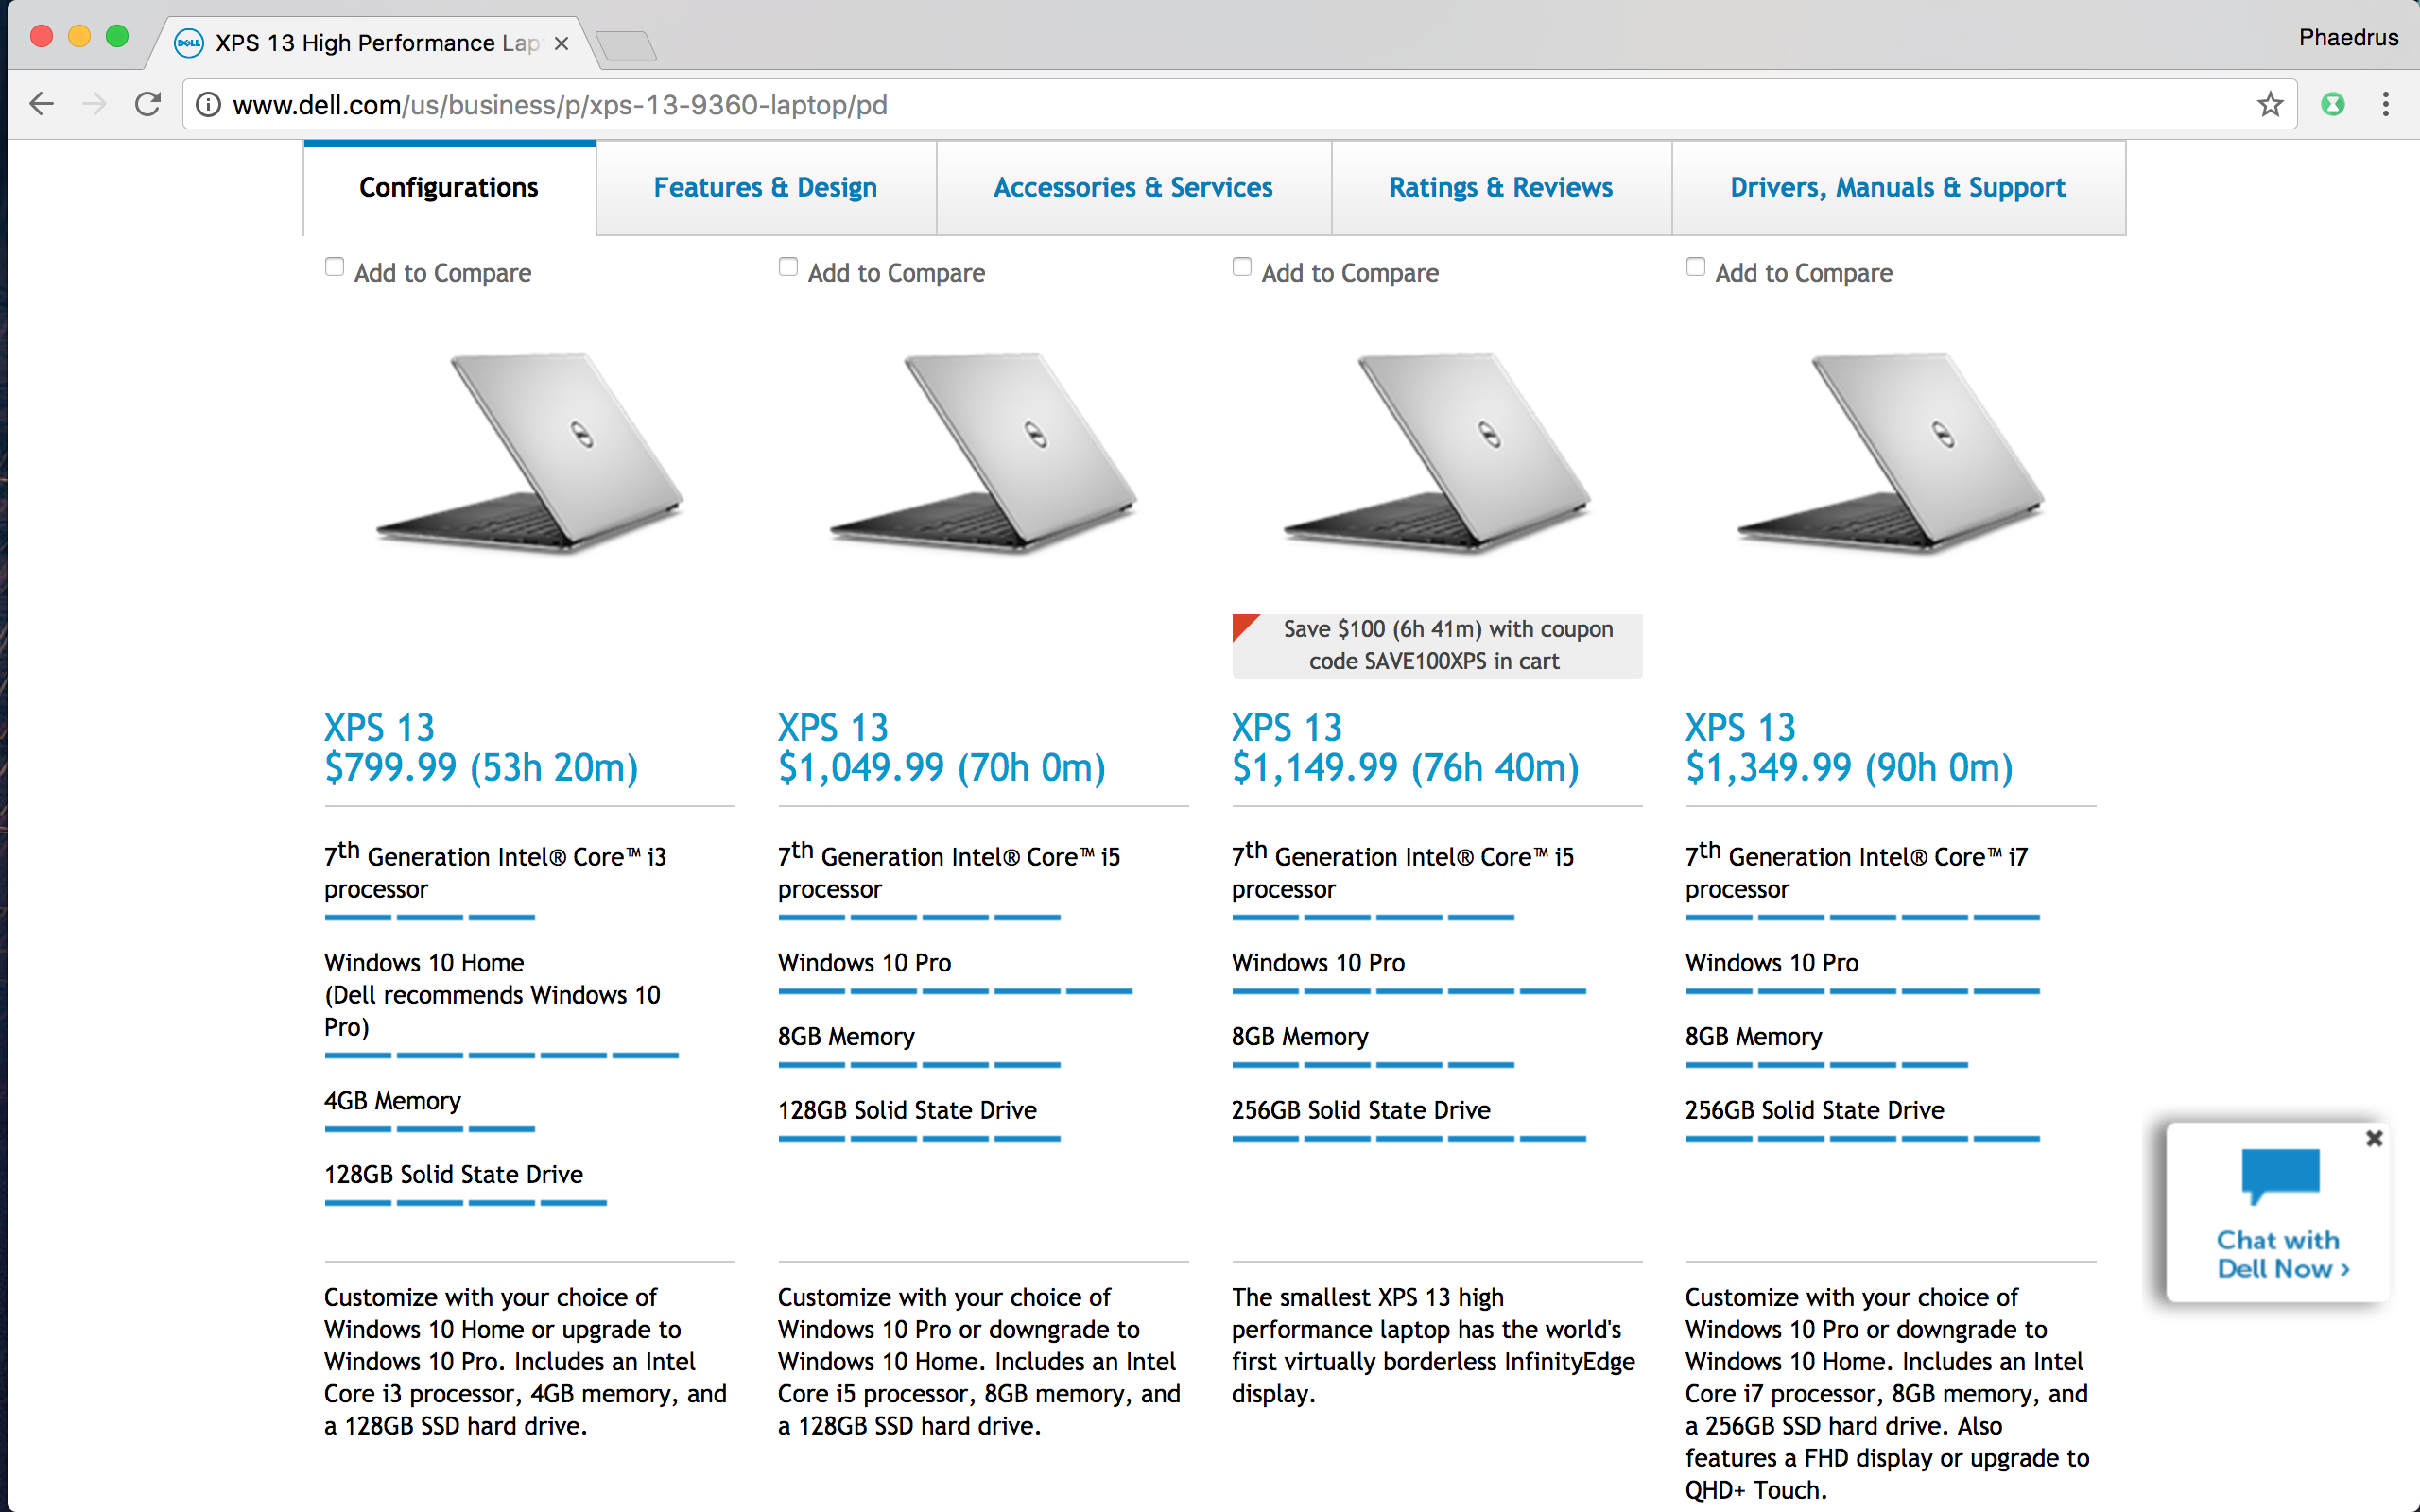 DELL
XPS 13 High Performance Lap
Phaedrus
www.dell.com/us/business/p/xps-13-9360-laptop/pd
Configurations
Features & Design
Accessories & Services
Ratings & Reviews
Drivers, Manuals & Support
Add to Compare
Add to Compare
Add to Compare
Add to Compare
Save $100 (6h 41m) with coupon
code SAVE100XPS in cart
XPS 13
$799.99 (53h 20m)
7th Generation Intel® Core™ i3
processor
Windows 10 Home
(Dell recommends Windows 10
Pro)
4GB Memory
128GB Solid State Drive
Customize with your choice of
Windows 10 Home or upgrade to
Windows 10 Pro. Includes an Intel
Core i3 processor, 4GB memory, and
a 128GB SSD hard drive.
XPS 13
$1,049.99 (70h 0m)
7th Generation Intel® Core™ i5
processor
Windows 10 Pro
8GB Memory
128GB Solid State Drive
Customize with your choice of
Windows 10 Pro or downgrade to
Windows 10 Home. Includes an Intel
Core i5 processor, 8GB memory, and
a 128GB SSD hard drive.
XPS 13
$1,149.99 (76h 40m)
7th Generation Intel® Core™ i5
processor
Windows 10 Pro
8GB Memory
256GB Solid State Drive
The smallest XPS 13 high
performance laptop has the world's
first virtually borderless InfinityEdge
display.
XPS 13
$1,349.99 (90h 0m)
7th Generation Intel® Core™ i7
processor
Windows 10 Pro
8GB Memory
256GB Solid State Drive
Customize with your choice of
Windows 10 Pro or downgrade to
Windows 10 Home. Includes an Intel
Core i7 processor, 8GB memory, and
a 256GB SSD hard drive. Also
features a FHD display or upgrade to
QHD+ Touch.
Chat with
Dell Now ›